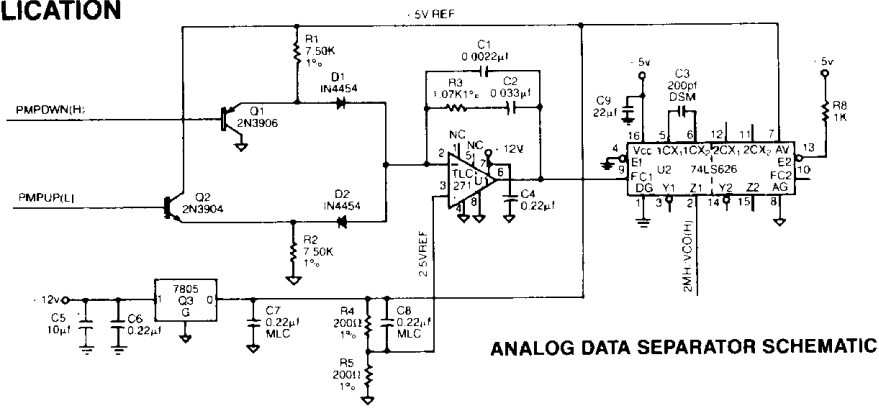 LICATION
5V REF
R1
7.50K
1%
D1
IN4454
PMPDWN(H)
Q1
2N3906
C1
0.0022µf
R3
1.07K1%
C2
0.033µf
NC
NC
12V
2
3
1
5
7
6
4
8
TLC
271
U1
C4
0.22µf
PMPUP(L)
Q2
2N3904
D2
IN4454
R2
7.50K
1%
5v
C9
22µf
C3
200pf
DSM
R8
1K
16
5
6
12
11
7
4
13
9
10
Vcc
1CX₁
1CX₂
2CX₁
2CX₂
AV
E1
U2
74LS626
E2
FC1
FC2
DG
Y1
Z1
Y2
Z2
AG
1
3
2
14
15
8
2MHz VCO(H)
2.5VREF
12v
C5
10µf
C6
0.22µf
7805
Q3
G
1
0
C7
0.22µf
MLC
R4
200Ω
1%
C8
0.22µf
MLC
R5
200Ω
1%
5v
ANALOG DATA SEPARATOR SCHEMATIC